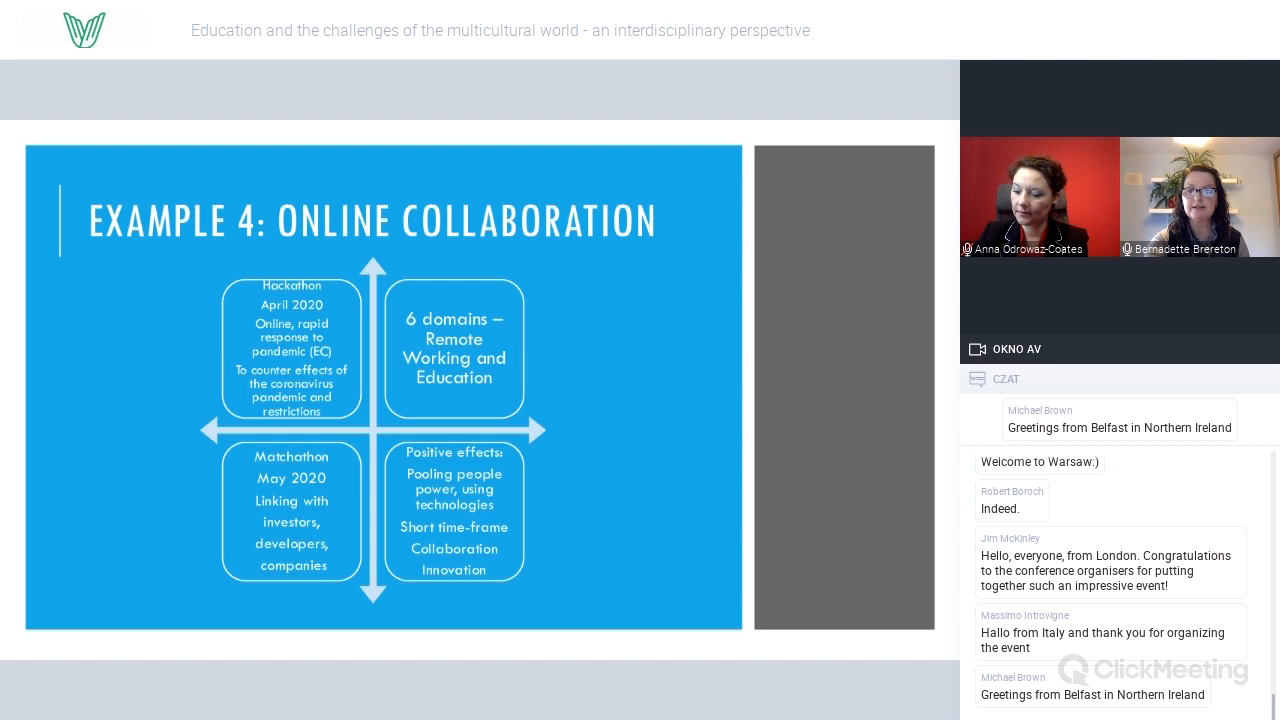 Education and the challenges of the multicultural world - an interdisciplinary perspective
EXAMPLE 4: ONLINE COLLABORATION
Hackathon
April 2020
Online, rapid
response to
pandemic (EC)
To counter effects of
the coronavirus
pandemic and
restrictions
6 domains –
Remote
Working and
Education
Matchathon
May 2020
Linking with
investors,
developers,
companies
Positive effects:
Pooling people
power, using
technologies
Short time-frame
Collaboration
Innovation
Anna Odrowaz-Coates
Bernadette Brereton
OKNO AV
CZAT
Michael Brown
Greetings from Belfast in Northern Ireland
Welcome to Warsaw:)
Robert Boroch
Indeed.
Jim McKinley
Hello, everyone, from London. Congratulations
to the conference organisers for putting
together such an impressive event!
Massimo Introvigne
Hallo from Italy and thank you for organizing
the event
Michael Brown
Greetings from Belfast in Northern Ireland
ClickMeeting